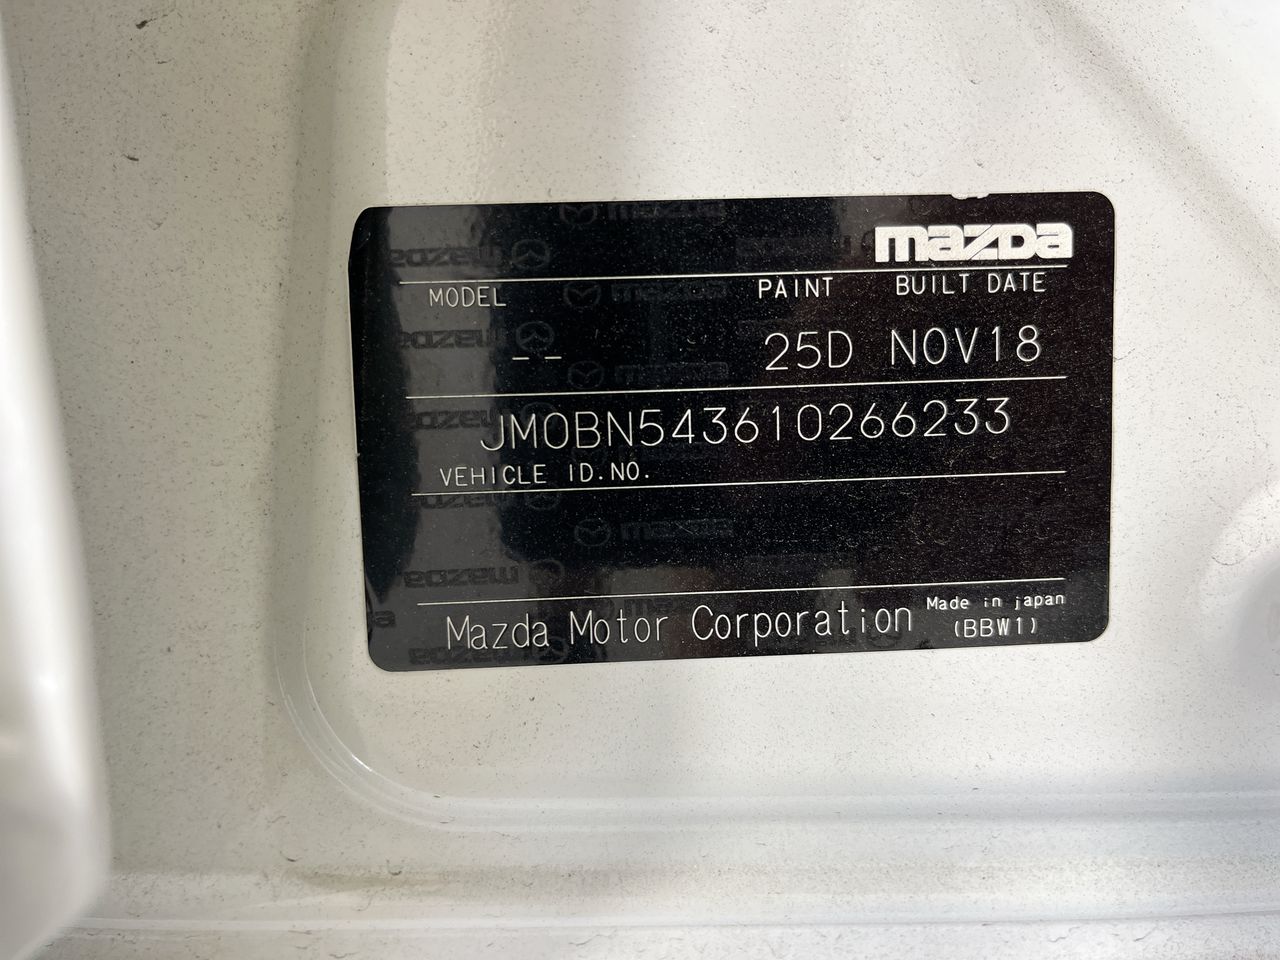 mazda
MODEL PAINT BUILT DATE
-- 25D NOV18
JM0BN543610266233
VEHICLE ID.NO.
Mazda Motor Corporation Made in japan
(BBW1)